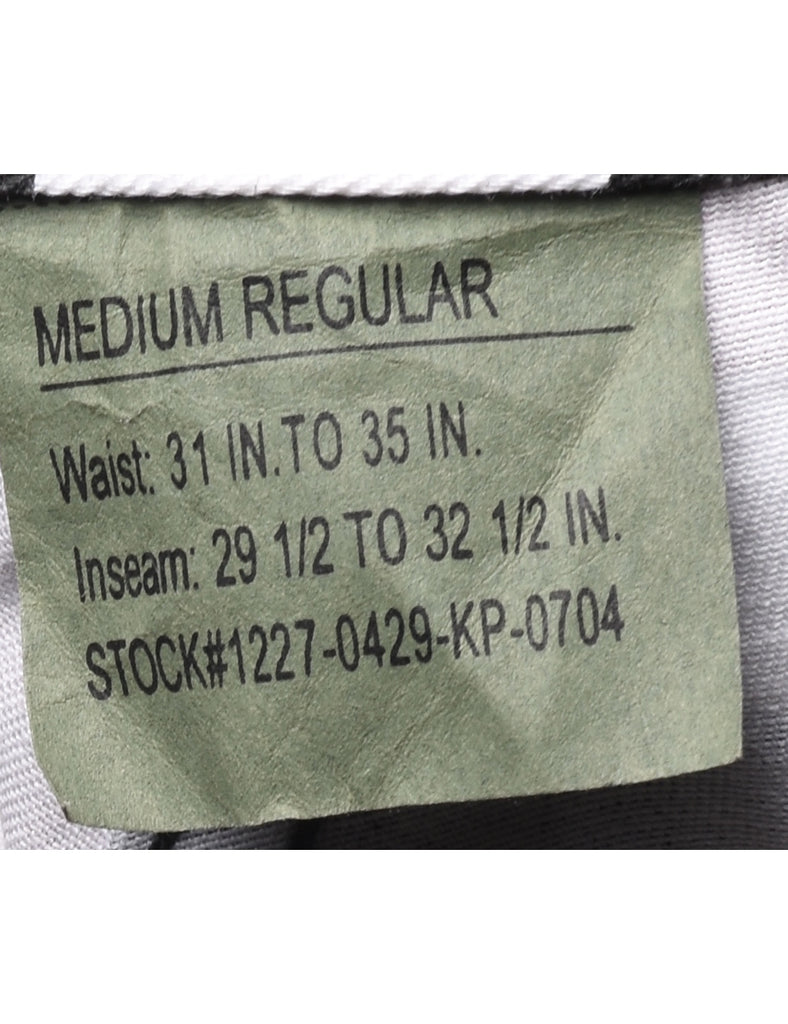 MEDIUM REGULAR
Waist: 31 IN.TO 35 IN.
Inseam: 29 1/2 TO 32 1/2 IN.
STOCK#1227-0429-KP-0704